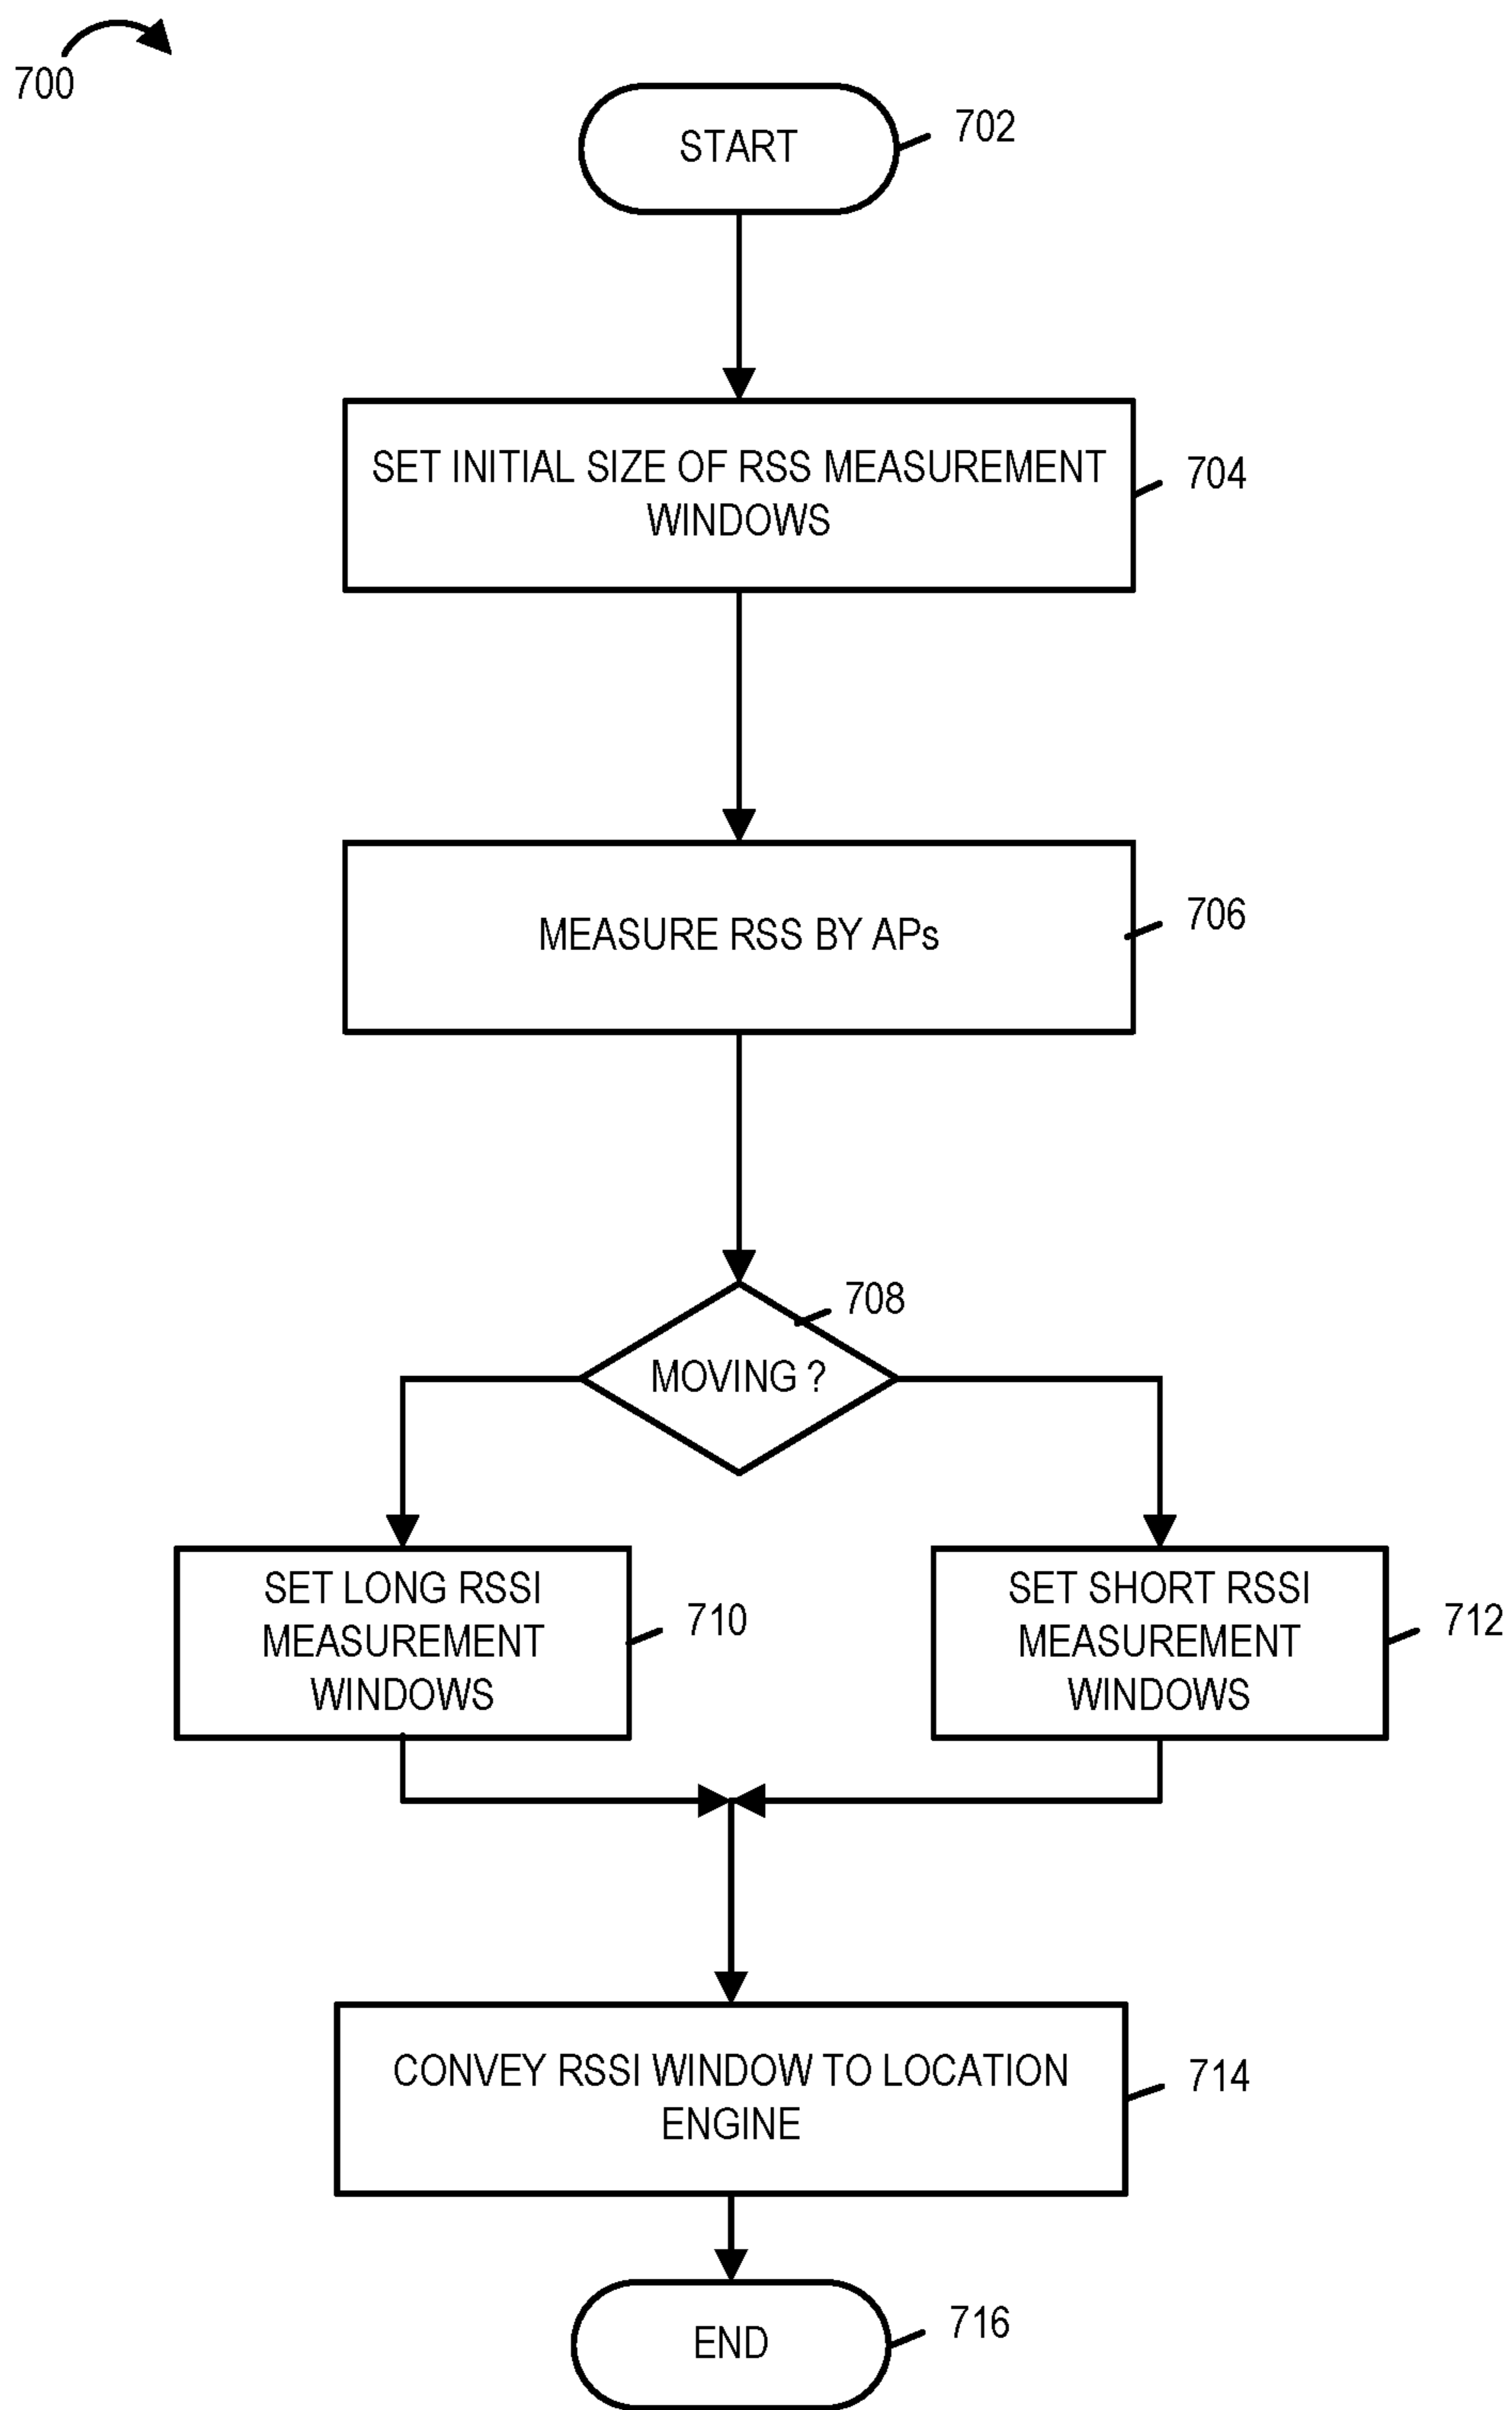 700
START
702
SET INITIAL SIZE OF RSS MEASUREMENT
WINDOWS
704
MEASURE RSS BY APs
706
708
MOVING ?
SET LONG RSSI
MEASUREMENT
WINDOWS
710
SET SHORT RSSI
MEASUREMENT
WINDOWS
712
CONVEY RSSI WINDOW TO LOCATION
ENGINE
714
END
716